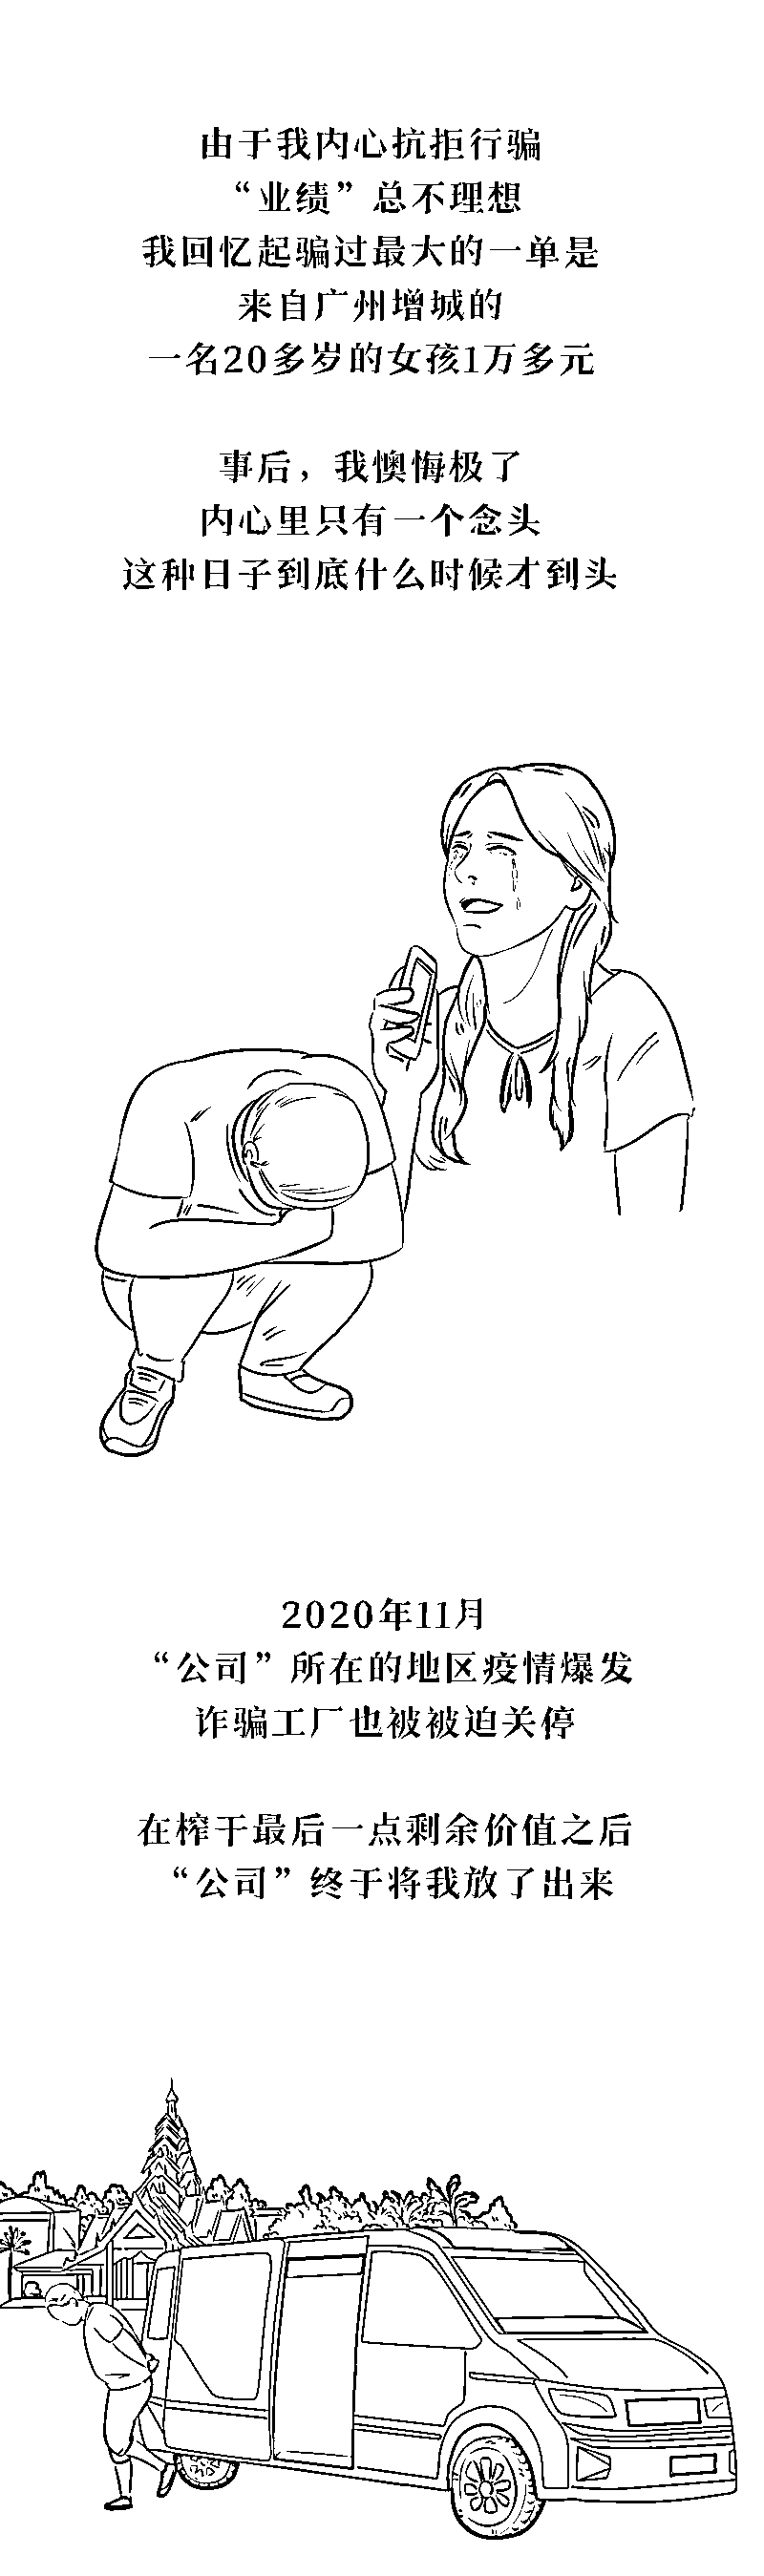 由于我内心抗拒行骗
“业绩”总不理想
我回忆起骗过最大的一单是
来自广州增城的
一名20多岁的女孩1万多元
事后，我懊悔极了
内心里只有一个念头
这种日子到底什么时候才到头
2020年11月
“公司”所在的地区疫情爆发
诈骗工厂也被被迫关停
在榨干最后一点剩余价值之后
“公司”终于将我放了出来